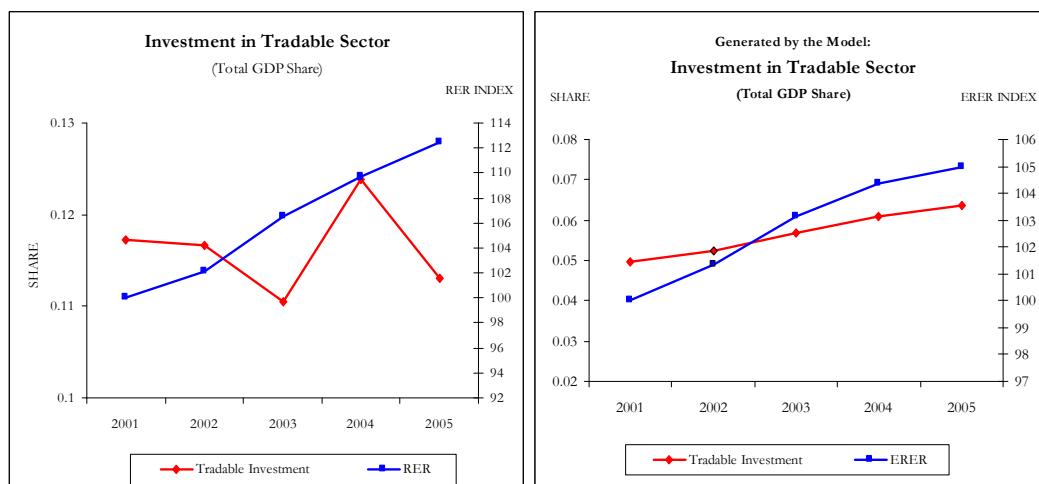 Investment in Tradable Sector
(Total GDP Share)
RER INDEX
SHARE
0.13
0.12
0.11
0.1
114
112
110
108
106
104
102
100
98
96
94
92
2001 2002 2003 2004 2005
Tradable Investment RER
Generated by the Model:
Investment in Tradable Sector
(Total GDP Share)
SHARE
ERER INDEX
0.08
0.07
0.06
0.05
0.04
0.03
0.02
106
105
104
103
102
101
100
99
98
97
2001 2002 2003 2004 2005
Tradable Investment ERER